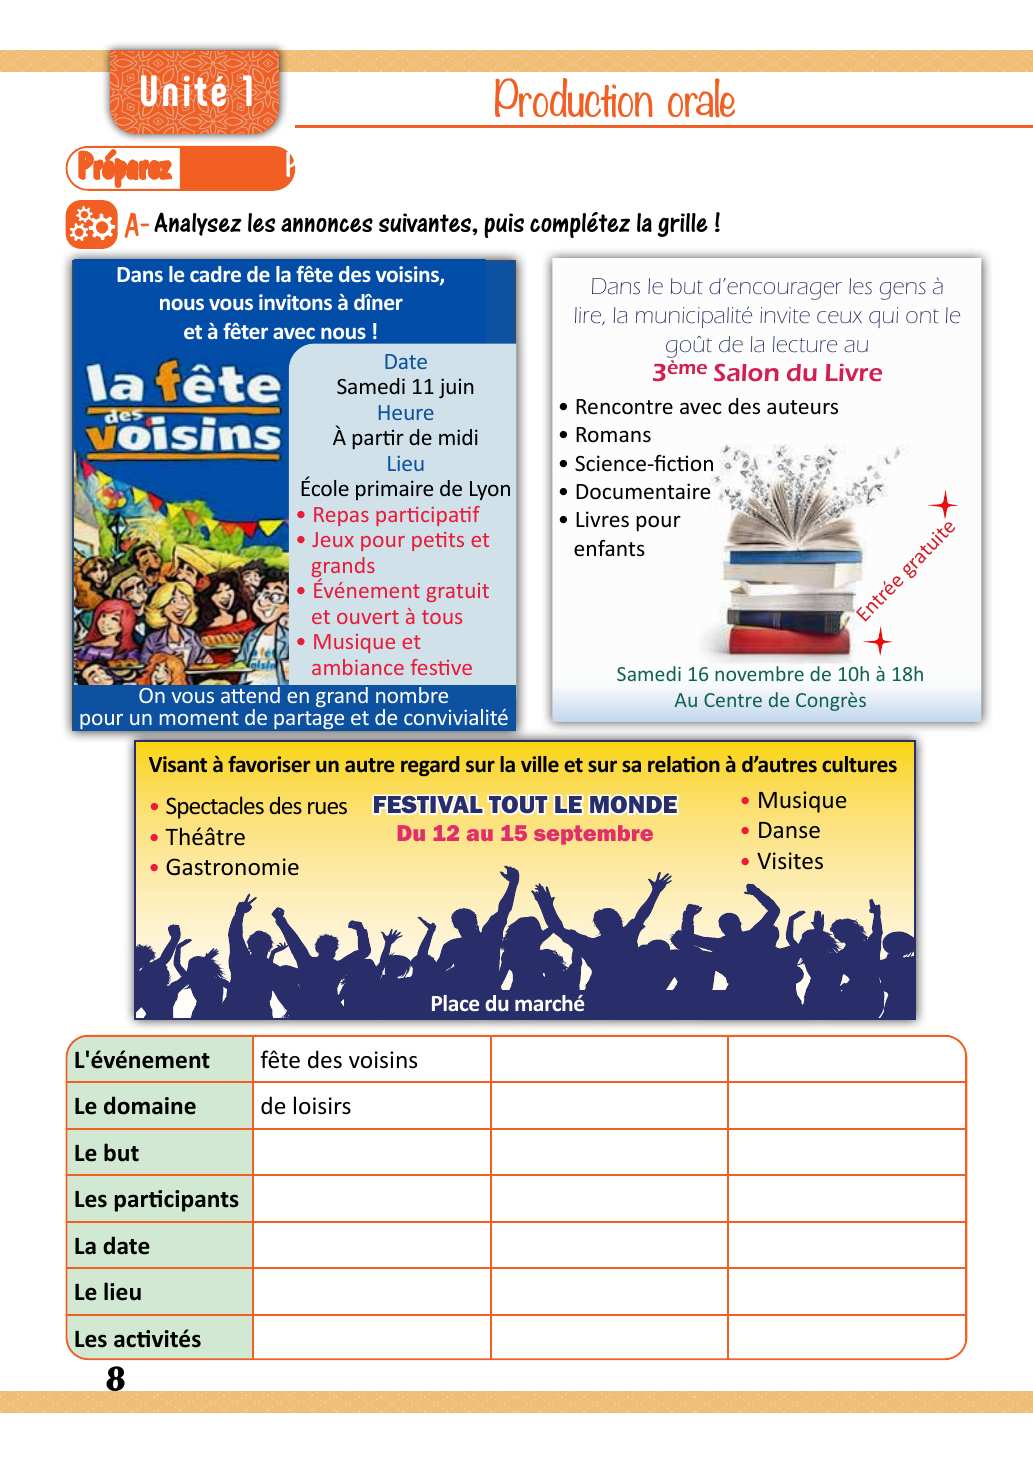 Unité 1
Production orale
Préparez
A- Analysez les annonces suivantes, puis complétez la grille !
Dans le cadre de la fête des voisins,
nous vous invitons à dîner
et à fêter avec nous !
la fête
des
voisins
Date
Samedi 11 juin
Heure
À partir de midi
Lieu
École primaire de Lyon
• Repas participatif
• Jeux pour petits et
grands
• Événement gratuit
et ouvert à tous
• Musique et
ambiance festive
On vous attend en grand nombre
pour un moment de partage et de convivialité
Dans le but d'encourager les gens à
lire, la municipalité invite ceux qui ont le
goût de la lecture au
3ème Salon du Livre
• Rencontre avec des auteurs
• Romans
• Science-fiction
• Documentaire
• Livres pour
enfants
Entrée gratuite
Samedi 16 novembre de 10h à 18h
Au Centre de Congrès
Visant à favoriser un autre regard sur la ville et sur sa relation à d'autres cultures
• Spectacles des rues
• Théâtre
• Gastronomie
FESTIVAL TOUT LE MONDE
Du 12 au 15 septembre
• Musique
• Danse
• Visites
Place du marché
L'événement fête des voisins
Le domaine de loisirs
Le but
Les participants
La date
Le lieu
Les activités
8